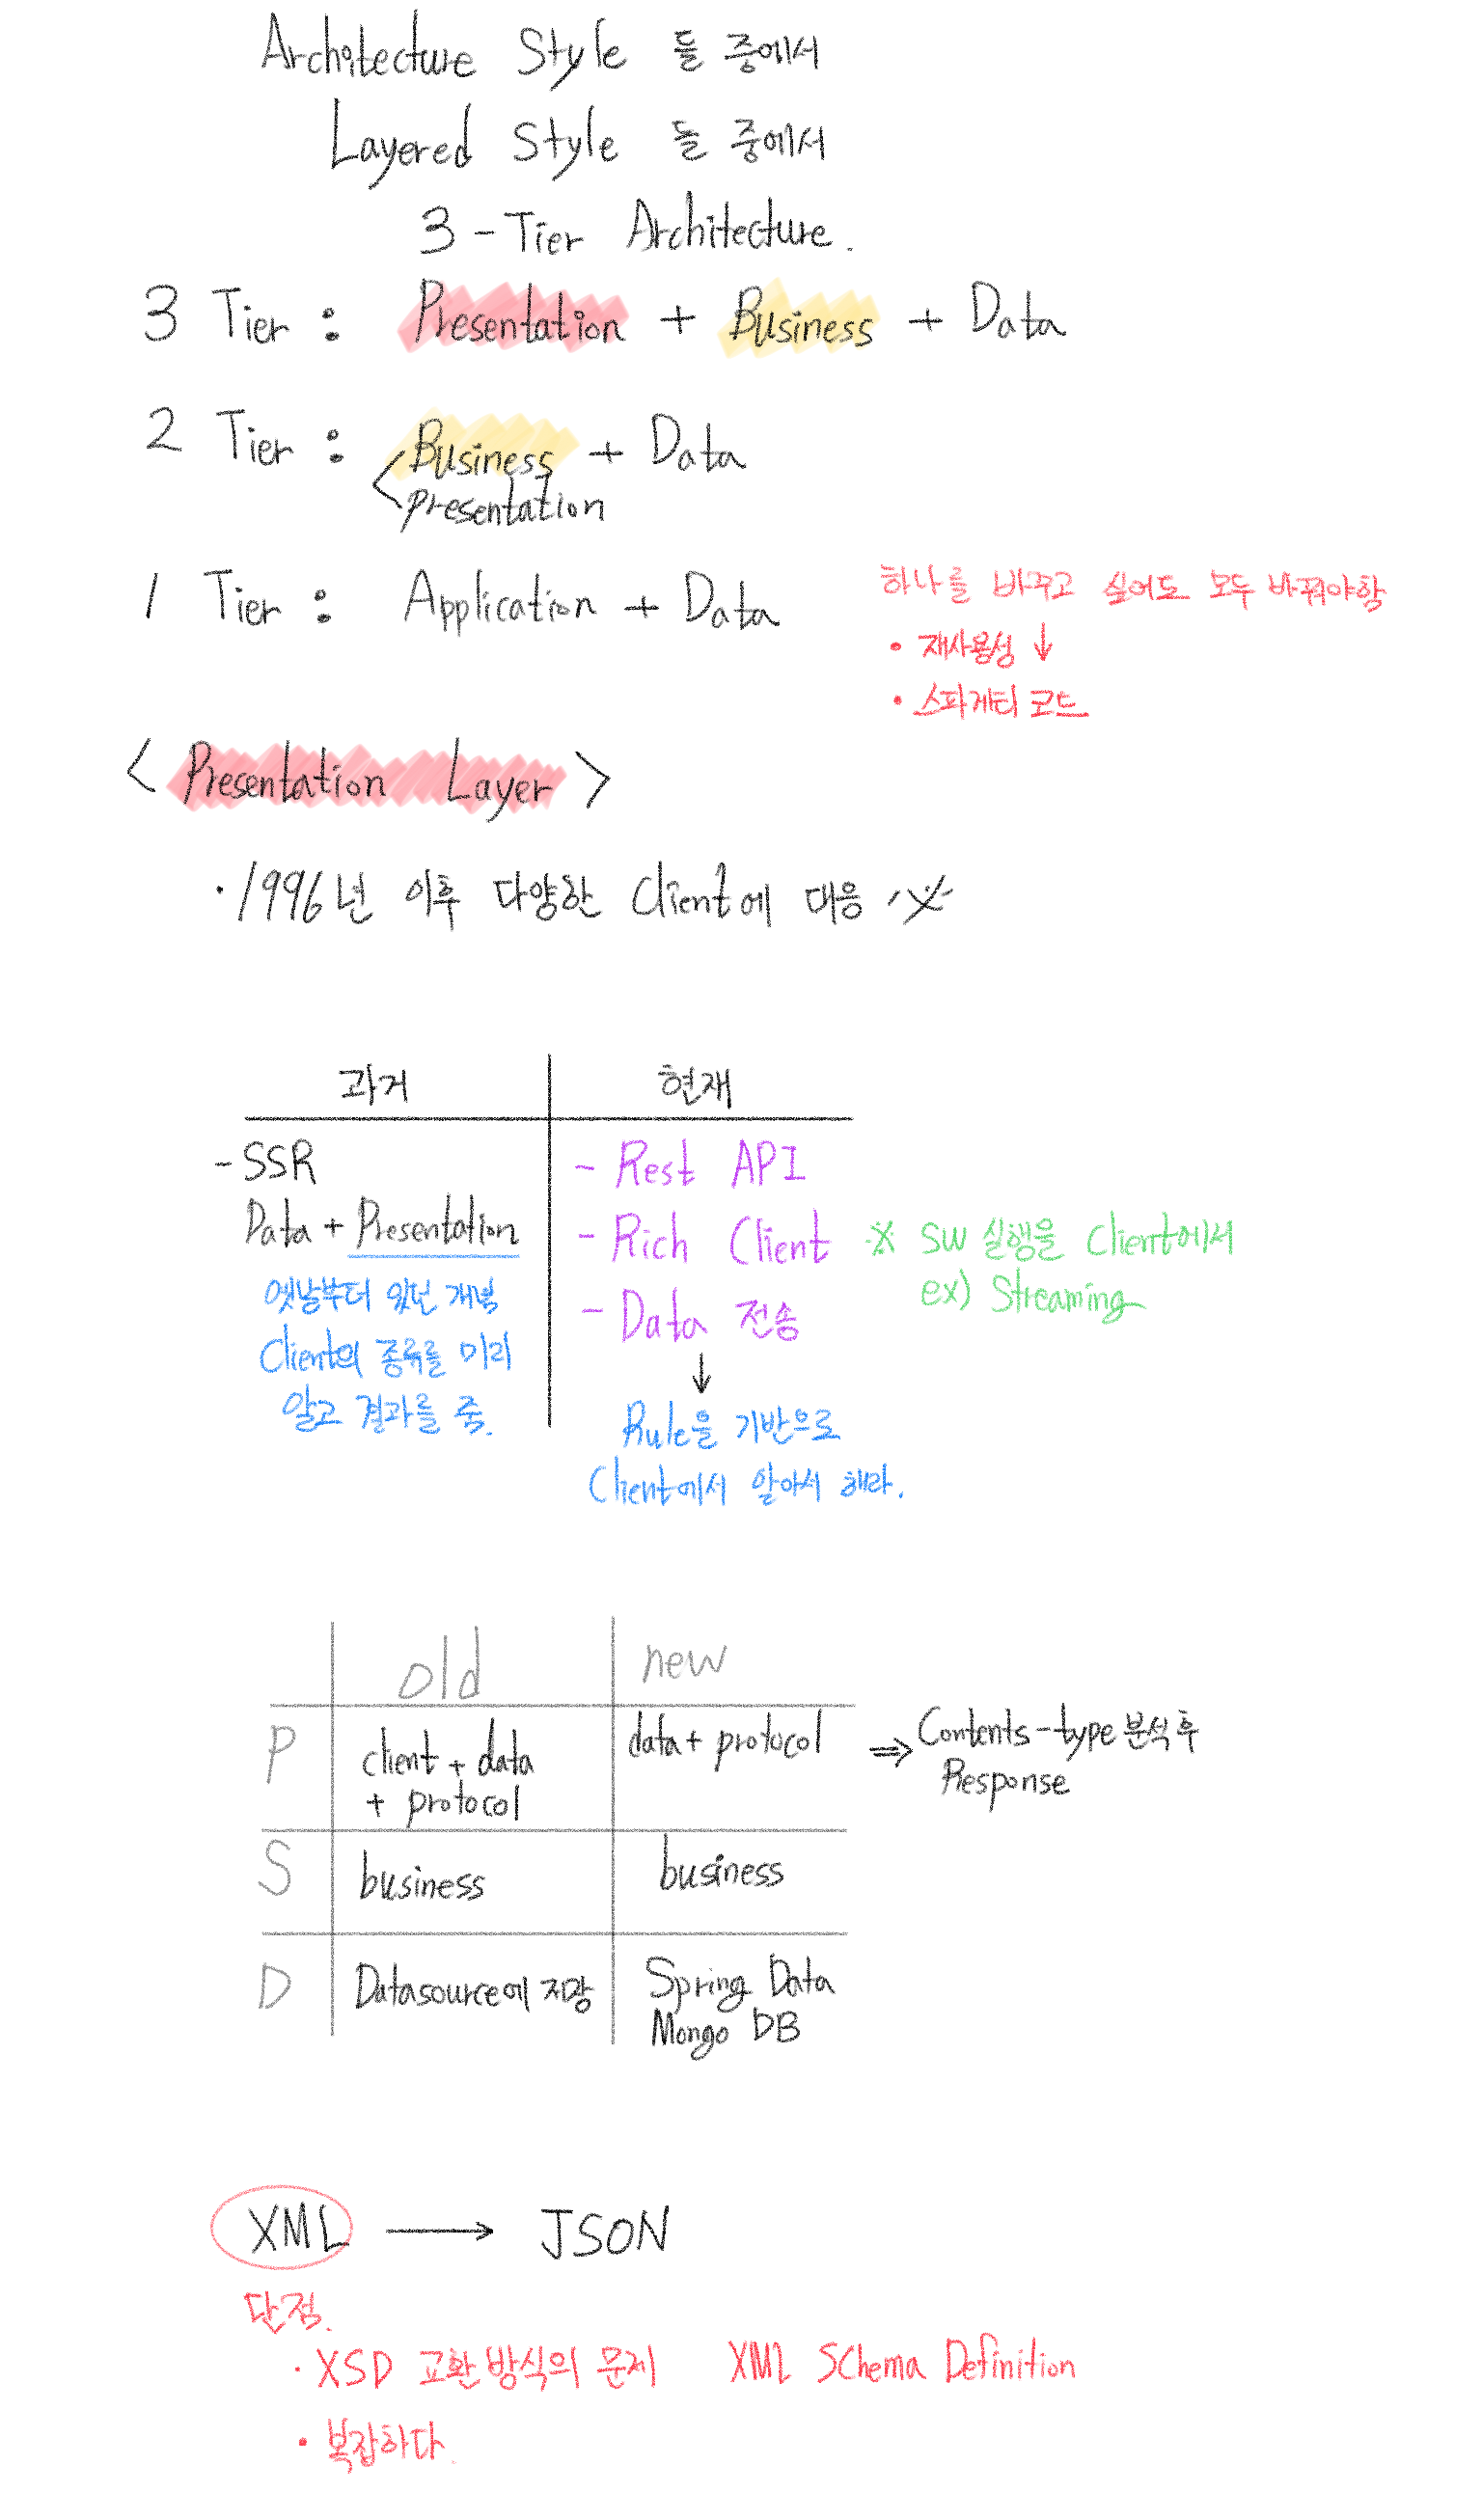 Architecture Style 들 중에서
Layered Style 들 중에서
3-Tier Architecture.
3 Tier : Presentation + Business + Data
2 Tier : Business + Data
< presentation
1 Tier : Application + Data
하나를 바꾸고 싶어도 모두 바꿔야함
• 재사용성 ↓
• 스파게티 코드
< Presentation Layer >
· 1996년 이후 다양한 Client에 대응 ※
과거 현재
- SSR
Data + Presentation
옛날부터 있던 개념
Client의 종류를 미리
알고 결과를 줌.
- Rest API
- Rich Client ※ SW 실행을 Client에서
ex) Streaming
- Data 전송
↓
Rule을 기반으로
Client에서 알아서 해라.
old new
P client + data data + protocol ⇒ Contents-type 분석 후
+ protocol Response
S business business
D Datasource에 저장 Spring Data
Mongo DB
XML → JSON
단점.
· XSD 교환 방식의 문제 XML SChema Definition
• 복잡하다.